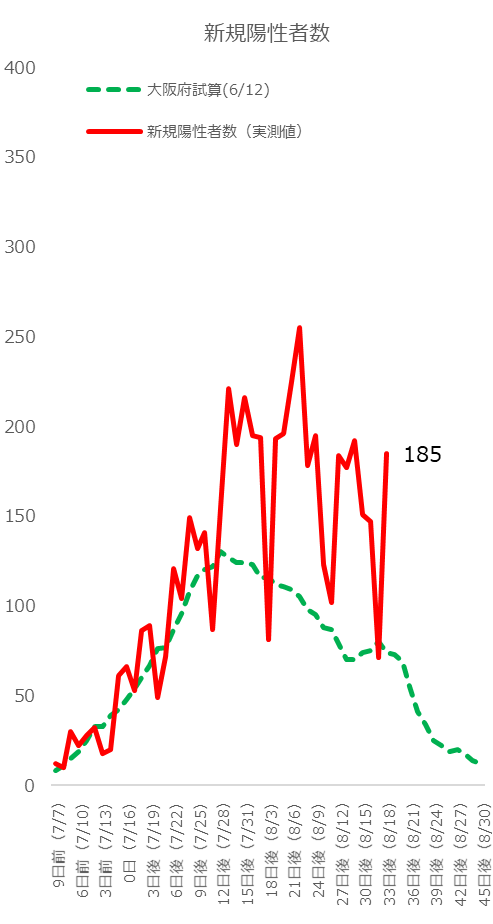 新規陽性者数
400
350
300
250
200
150
100
50
0
大阪府試算(6/12)
新規陽性者数（実測値）
185
9日前（7/7）
6日前（7/10）
3日前（7/13）
0日（7/16）
3日後（7/19）
6日後（7/22）
9日後（7/25）
12日後（7/28）
15日後（7/31）
18日後（8/3）
21日後（8/6）
24日後（8/9）
27日後（8/12）
30日後（8/15）
33日後（8/18）
36日後（8/21）
39日後（8/24）
42日後（8/27）
45日後（8/30）